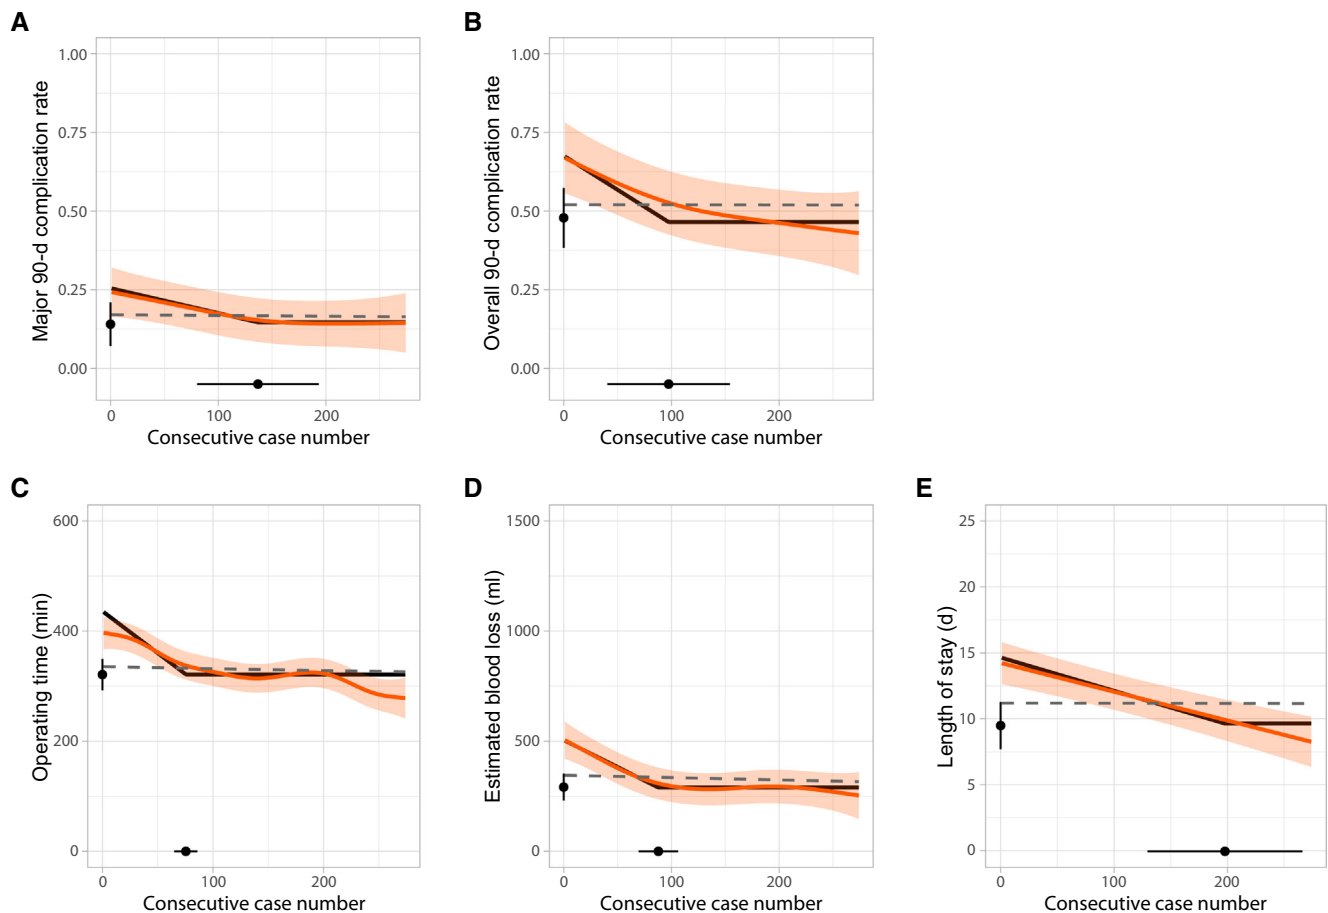 A
Major 90-d complication rate
1.00
0.75
0.50
0.25
0.00
0 100 200
Consecutive case number
B
Overall 90-d complication rate
1.00
0.75
0.50
0.25
0.00
0 100 200
Consecutive case number
C
Operating time (min)
600
400
200
0
0 100 200
Consecutive case number
D
Estimated blood loss (ml)
1500
1000
500
0
0 100 200
Consecutive case number
E
Length of stay (d)
25
20
15
10
5
0
0 100 200
Consecutive case number